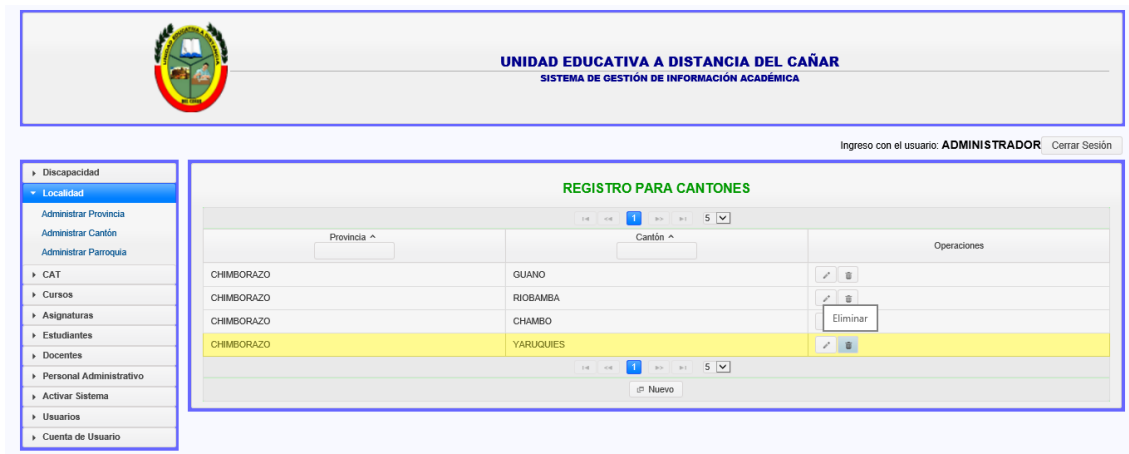 UNIDAD EDUCATIVA A DISTANCIA DEL CAÑAR
SISTEMA DE GESTIÓN DE INFORMACIÓN ACADÉMICA
Ingreso con el usuario: ADMINISTRADOR Cerrar Sesión
Discapacidad
Localidad
Administrar Provincia
Administrar Cantón
Administrar Parroquia
CAT
Cursos
Asignaturas
Estudiantes
Docentes
Personal Administrativo
Activar Sistema
Usuarios
Cuenta de Usuario
REGISTRO PARA CANTONES
1 5
Provincia Cantón Operaciones
CHIMBORAZO GUANO
CHIMBORAZO RIOBAMBA
CHIMBORAZO CHAMBO
Eliminar
CHIMBORAZO YARUQUIES
1 5
Nuevo